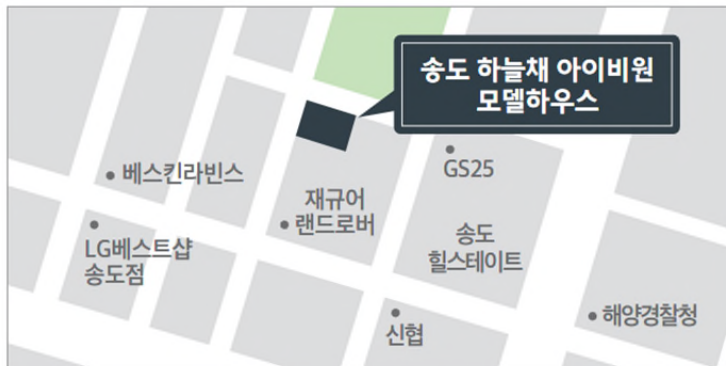 송도 하늘채 아이비원
모델하우스
베스킨라빈스
GS25
재규어
랜드로버
LG베스트샵
송도점
송도
힐스테이트
신협
해양경찰청